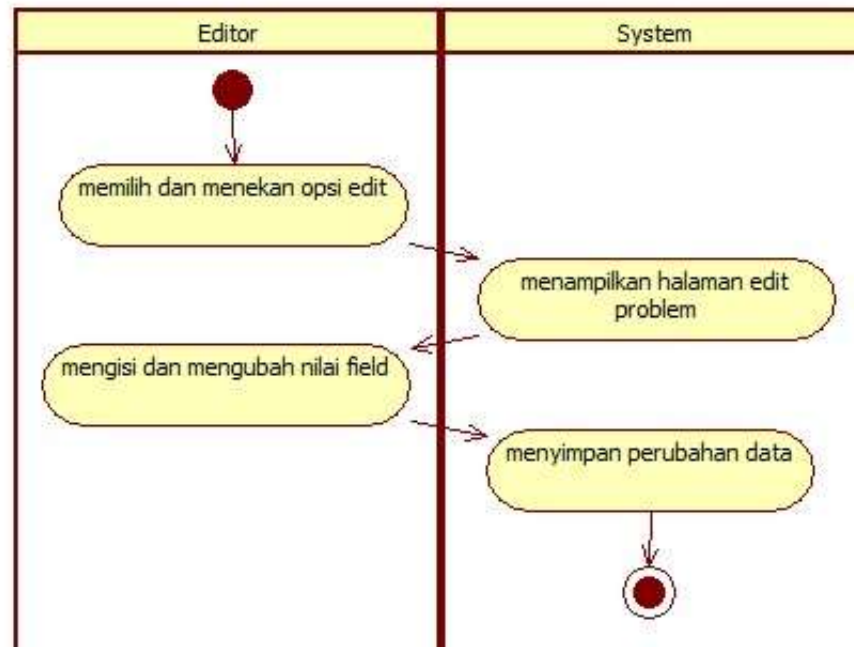 Editor
System
memilih dan menekan opsi edit
menampilkan halaman edit
problem
mengisi dan mengubah nilai field
menyimpan perubahan data